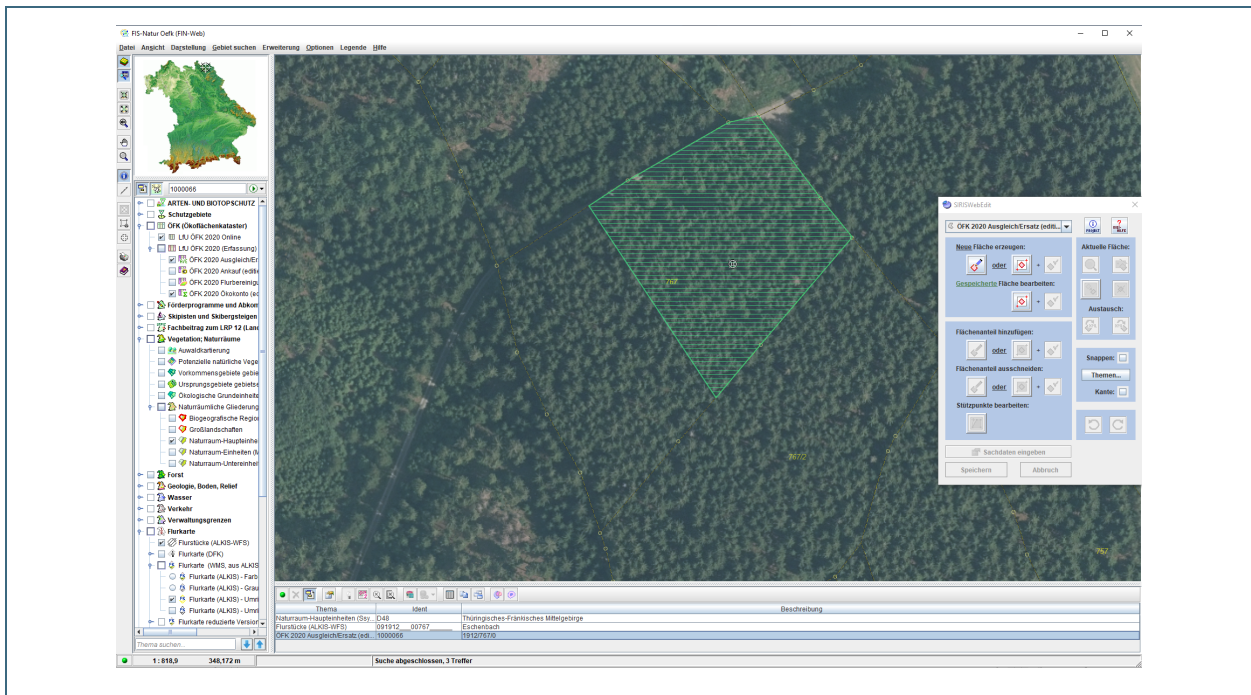 FIS-Natur Oefk (FIN-Web)
Datei Ansicht Darstellung Gebiet suchen Erweiterung Optionen Legende Hilfe
1000066
ARTEN- UND BIOTOPSCHUTZ
Schutzgebiete
ÖFK (Ökoflächenkataster)
LfU ÖFK 2020 Online
LfU ÖFK 2020 (Erfassung)
ÖFK 2020 Ausgleich/Er
ÖFK 2020 Ankauf (editie
ÖFK 2020 Flurbereinigu
ÖFK 2020 Ökokonto (ed
Förderprogramme und Abkom
Skipisten und Skibergsteigen
Fachbeitrag zum LRP 12 (Lan
Vegetation; Naturräume
Auwaldkartierung
Potenzielle natürliche Vege
Vorkommensgebiete gebie
Ursprungsgebiete gebietse
Ökologische Grundeinheite
Naturräumliche Gliederung
Biogeografische Region
Großlandschaften
Naturraum-Haupteinhe
Naturraum-Einheiten (M
Naturraum-Untereinheit
Forst
Geologie, Boden, Relief
Wasser
Verkehr
Verwaltungsgrenzen
Flurkarte
Flurstücke (ALKIS-WFS)
Flurkarte (DFK)
Flurkarte (WMS, aus ALKIS
Flurkarte (ALKIS) - Farb
Flurkarte (ALKIS) - Grau
Flurkarte (ALKIS) - Umri
Flurkarte (ALKIS) - Umri
Flurkarte reduzierte Version
Thema suchen...
767
767/2
757
SIRISWebEdit
ÖFK 2020 Ausgleich/Ersatz (editi...
PROJEKT
HILFE
Neue Fläche erzeugen:
oder +
Gespeicherte Fläche bearbeiten:
+
Flächenanteil hinzufügen:
oder +
Flächenanteil ausschneiden:
oder +
Stützpunkte bearbeiten:
Aktuelle Fläche:
Austausch:
Snappen:
Themen...
Kante:
Sachdaten eingeben
Speichern Abbruch
Thema Ident Beschreibung
Naturraum-Haupteinheiten (Ssy... D48 Thüringisches-Fränkisches Mittelgebirge
Flurstücke (ALKIS-WFS) 091912___00767______ Eschenbach
ÖFK 2020 Ausgleich/Ersatz (edi... 1000066 1912/767/0
1 : 818,9 348,172 m Suche abgeschlossen, 3 Treffer